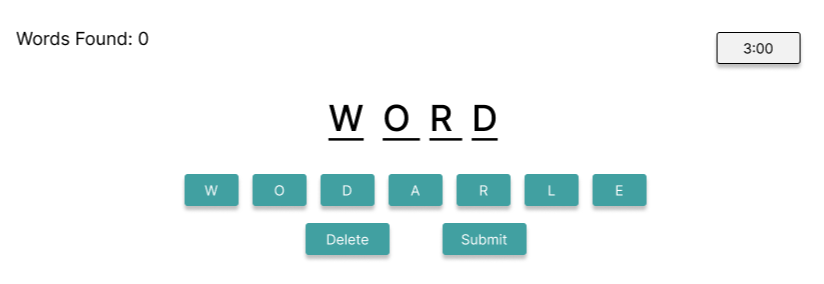 Words Found: 0
3:00
W O R D
W O D A R L E
Delete Submit